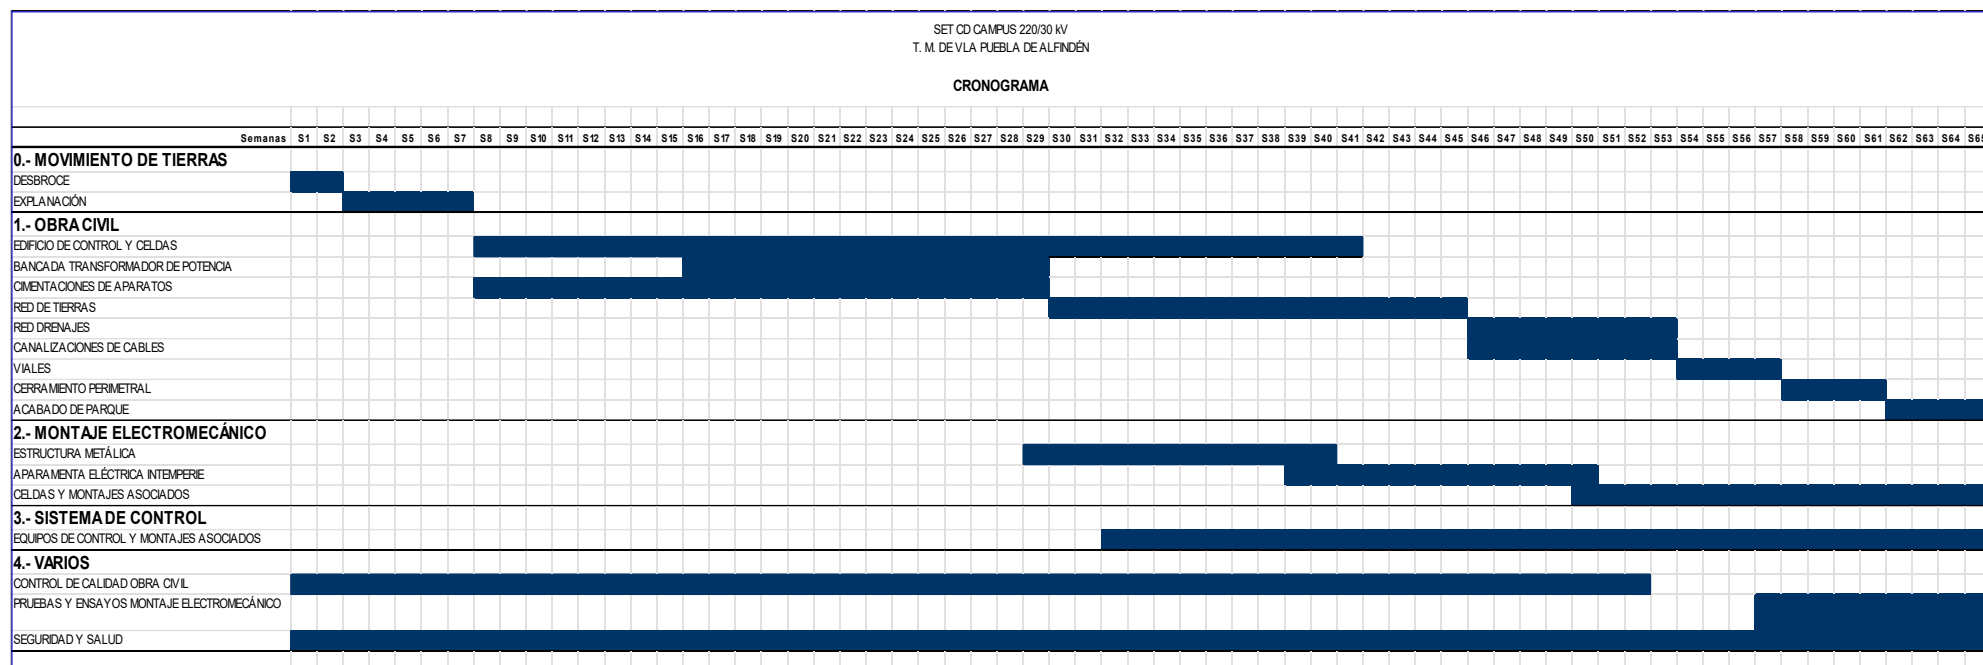 SET CD CAMPUS 220/30 kV
T. M. DE VLA PUEBLA DE ALFINDÉN
CRONOGRAMA
Semanas S1 S2 S3 S4 S5 S6 S7 S8 S9 S10 S11 S12 S13 S14 S15 S16 S17 S18 S19 S20 S21 S22 S23 S24 S25 S26 S27 S28 S29 S30 S31 S32 S33 S34 S35 S36 S37 S38 S39 S40 S41 S42 S43 S44 S45 S46 S47 S48 S49 S50 S51 S52 S53 S54 S55 S56 S57 S58 S59 S60 S61 S62 S63 S64 S65
0.- MOVIMIENTO DE TIERRAS
DESBROCE
EXPLANACIÓN
1.- OBRA CIVIL
EDIFICIO DE CONTROL Y CELDAS
BANCADA TRANSFORMADOR DE POTENCIA
CIMENTACIONES DE APARATOS
RED DE TIERRAS
RED DRENAJES
CANALIZACIONES DE CABLES
VIALES
CERRAMIENTO PERIMETRAL
ACABADO DE PARQUE
2.- MONTAJE ELECTROMECÁNICO
ESTRUCTURA METÁLICA
APARAMENTA ELÉCTRICA INTEMPERIE
CELDAS Y MONTAJES ASOCIADOS
3.- SISTEMA DE CONTROL
EQUIPOS DE CONTROL Y MONTAJES ASOCIADOS
4.- VARIOS
CONTROL DE CALIDAD OBRA CIVIL
PRUEBAS Y ENSAYOS MONTAJE ELECTROMECÁNICO
SEGURIDAD Y SALUD